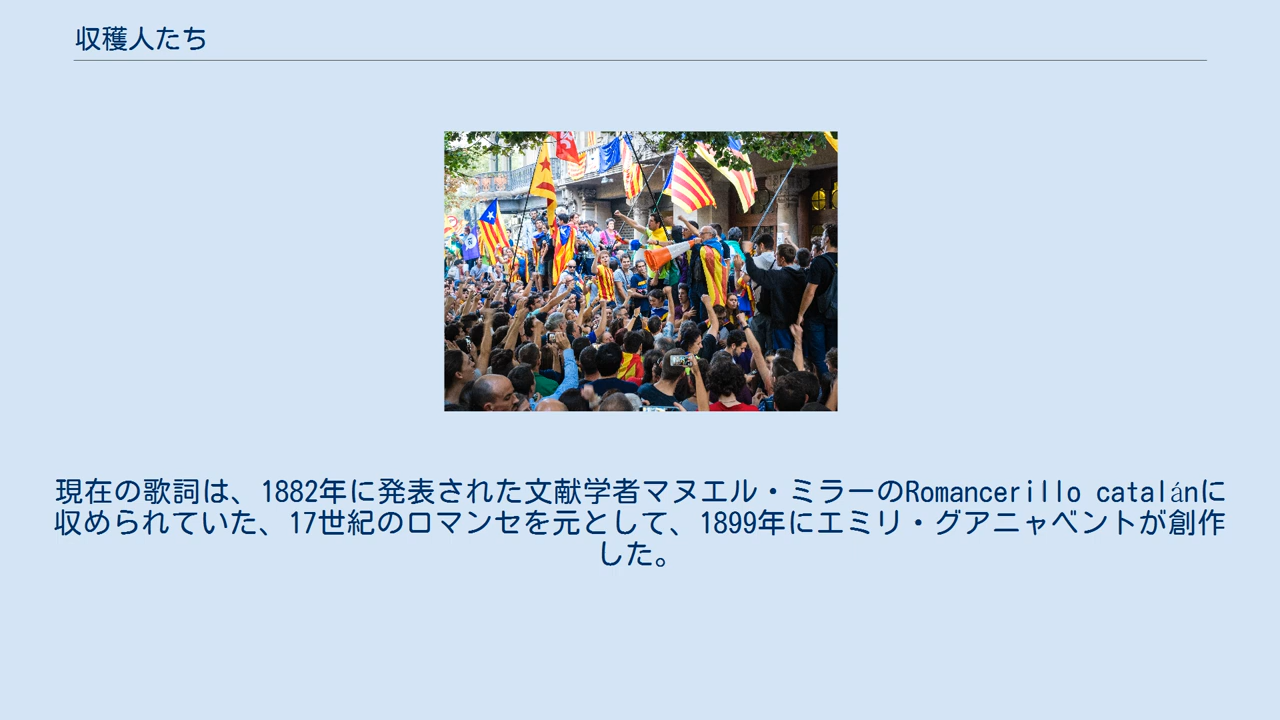 収穫人たち
現在の歌詞は、1882年に発表された文献学者マヌエル・ミラーのRomancerillo catalánに
収められていた、17世紀のロマンセを元として、1899年にエミリ・グアニャベントが創作
した。